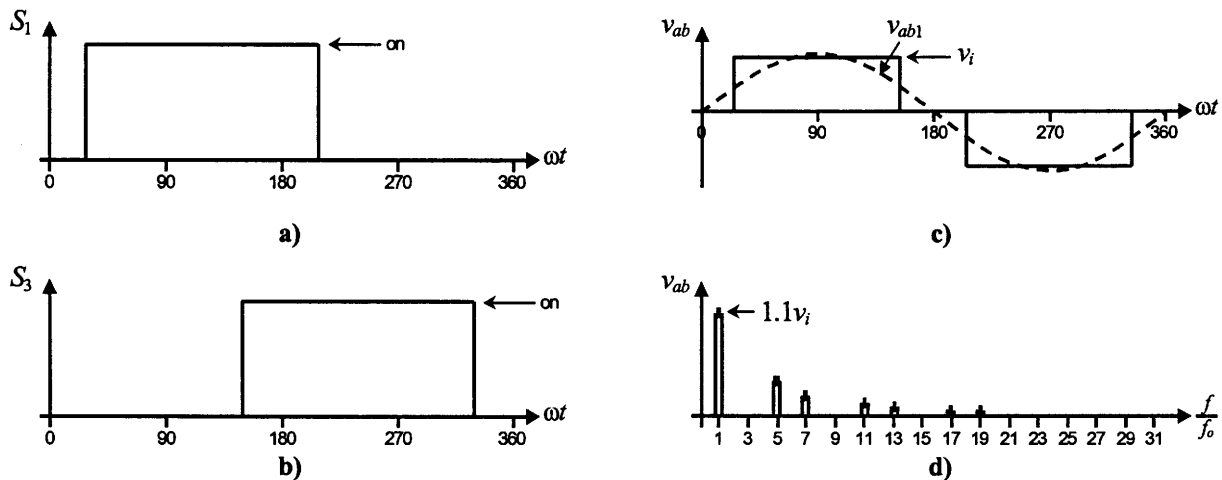 S1
on
ωt
0 90 180 270 360
a)
S3
on
ωt
0 90 180 270 360
b)
vab
vab1
vi
ωt
0 90 180 270 360
c)
vab
1.1vi
f
fo
1 3 5 7 9 11 13 15 17 19 21 23 25 27 29 31
d)